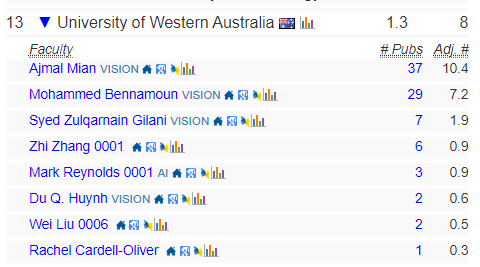 13 ▼ University of Western Australia 1.3 8
Faculty # Pubs Adj. #
Ajmal Mian VISION 37 10.4
Mohammed Bennamoun VISION 29 7.2
Syed Zulqarnain Gilani VISION 7 1.9
Zhi Zhang 0001 6 0.9
Mark Reynolds 0001 AI 3 0.9
Du Q. Huynh VISION 2 0.6
Wei Liu 0006 2 0.5
Rachel Cardell-Oliver 1 0.3